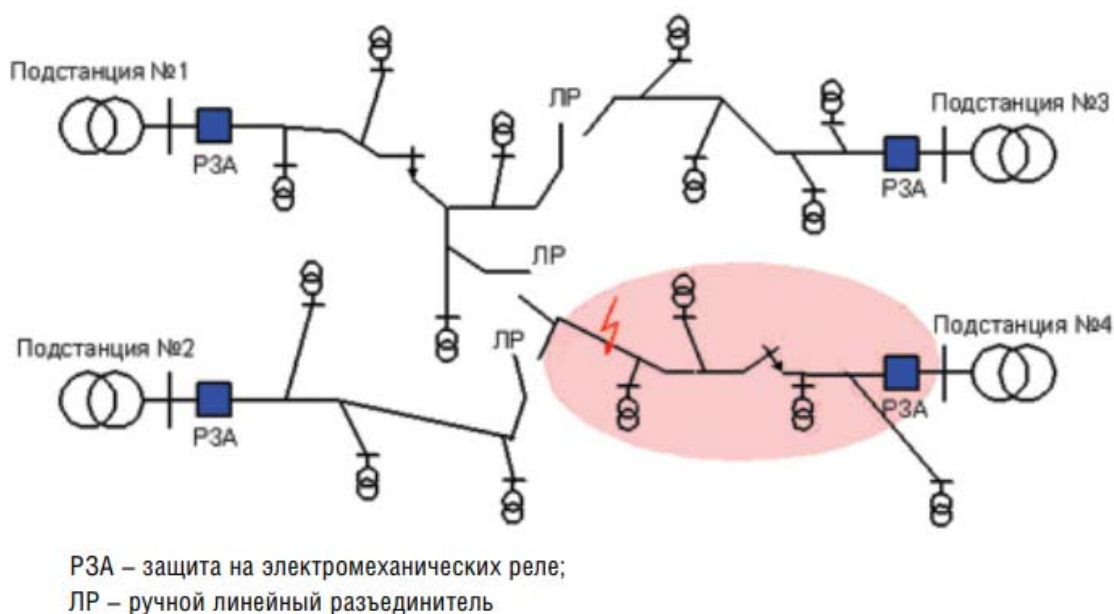 Подстанция №1
РЗА
ЛР
Подстанция №3
РЗА
ЛР
Подстанция №2
РЗА
ЛР
Подстанция №4
РЗА
РЗА – защита на электромеханических реле;
ЛР – ручной линейный разъединитель